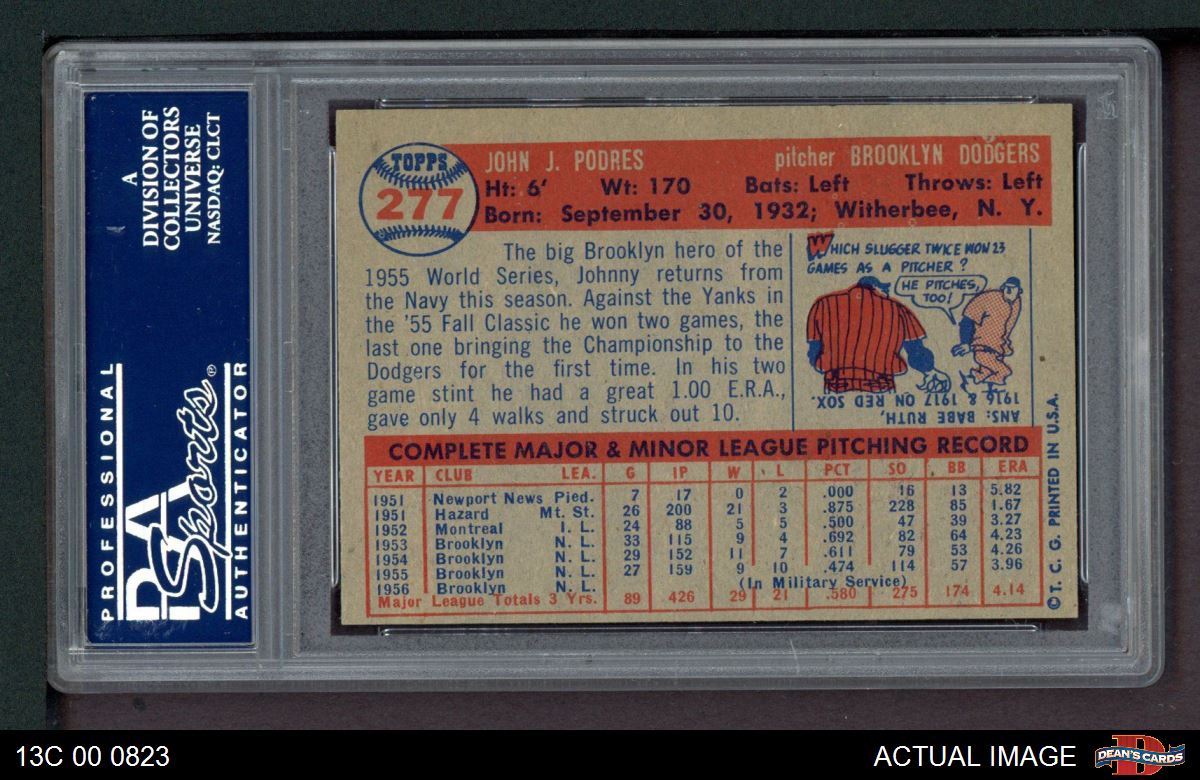 A
DIVISION OF
COLLECTORS
UNIVERSE
NASDAQ: CLCT
PROFESSIONAL
PSA
Sports®
AUTHENTICATOR
TOPPS
277
JOHN J. PODRES pitcher BROOKLYN DODGERS
Ht: 6' Wt: 170 Bats: Left Throws: Left
Born: September 30, 1932; Witherbee, N. Y.
The big Brooklyn hero of the
1955 World Series, Johnny returns from
the Navy this season. Against the Yanks in
the '55 Fall Classic he won two games, the
last one bringing the Championship to the
Dodgers for the first time. In his two
game stint he had a great 1.00 E.R.A.,
gave only 4 walks and struck out 10.
WHICH SLUGGER TWICE WON 23
GAMES AS A PITCHER?
HE PITCHES,
TOO!
ANS: BABE RUTH.
1916 & 1917 ON RED SOX.
COMPLETE MAJOR & MINOR LEAGUE PITCHING RECORD
YEAR CLUB LEA. G IP W L PCT SO BB ERA
1951 Newport News Pied. 7 17 0 2 .000 16 13 5.82
1951 Hazard Mt. St. 26 200 21 3 .875 228 85 1.67
1952 Montreal I. L. 24 88 5 5 .500 47 39 3.27
1953 Brooklyn N. L. 33 115 9 4 .692 82 64 4.23
1954 Brooklyn N. L. 29 152 11 7 .611 79 53 4.26
1955 Brooklyn N. L. 27 159 9 10 .474 114 57 3.96
1956 Brooklyn N. L. (In Military Service)
Major League Totals 3 Yrs. 89 426 29 21 .580 275 174 4.14
© T. C. G. PRINTED IN U.S.A.
13C 00 0823
ACTUAL IMAGE
D
DEAN'S CARDS